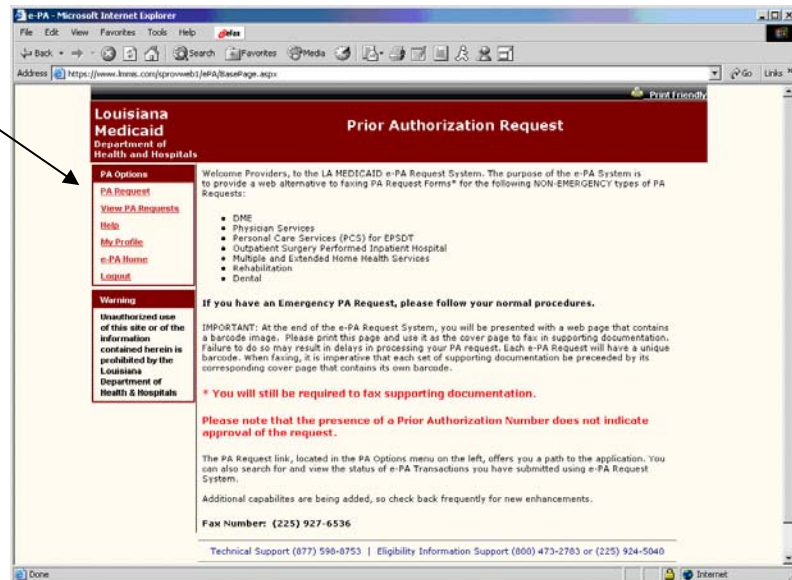 e-PA - Microsoft Internet Explorer
File Edit View Favorites Tools Help
Back Search Favorites Media
Address https://www.lmmis.com/sprovweb1/ePA/BasePage.aspx Go Links
Print Friendly
Louisiana
Medicaid
Department of
Health and Hospitals
Prior Authorization Request
PA Options
PA Request
View PA Requests
Help
My Profile
e-PA Home
Logout
Warning
Unauthorized use
of this site or of the
information
contained herein is
prohibited by the
Louisiana
Department of
Health & Hospitals
Welcome Providers, to the LA MEDICAID e-PA Request System. The purpose of the e-PA System is
to provide a web alternative to faxing PA Request Forms* for the following NON-EMERGENCY types of PA
Requests:
• DME
• Physician Services
• Personal Care Services (PCS) for EPSDT
• Outpatient Surgery Performed Inpatient Hospital
• Multiple and Extended Home Health Services
• Rehabilitation
• Dental
If you have an Emergency PA Request, please follow your normal procedures.
IMPORTANT: At the end of the e-PA Request System, you will be presented with a web page that contains
a barcode image. Please print this page and use it as the cover page to fax in supporting documentation.
Failure to do so may result in delays in processing your PA request. Each e-PA Request will have a unique
barcode. When faxing, it is imperative that each set of supporting documentation be preceeded by its
corresponding cover page that contains its own barcode.
* You will still be required to fax supporting documentation.
Please note that the presence of a Prior Authorization Number does not indicate
approval of the request.
The PA Request link, located in the PA Options menu on the left, offers you a path to the application. You
can also search for and view the status of e-PA Transactions you have submitted using e-PA Request
System.
Additional capabilites are being added, so check back frequently for new enhancements.
Fax Number: (225) 927-6536
Technical Support (877) 598-8753 | Eligibility Information Support (800) 473-2783 or (225) 924-5040
Done Internet